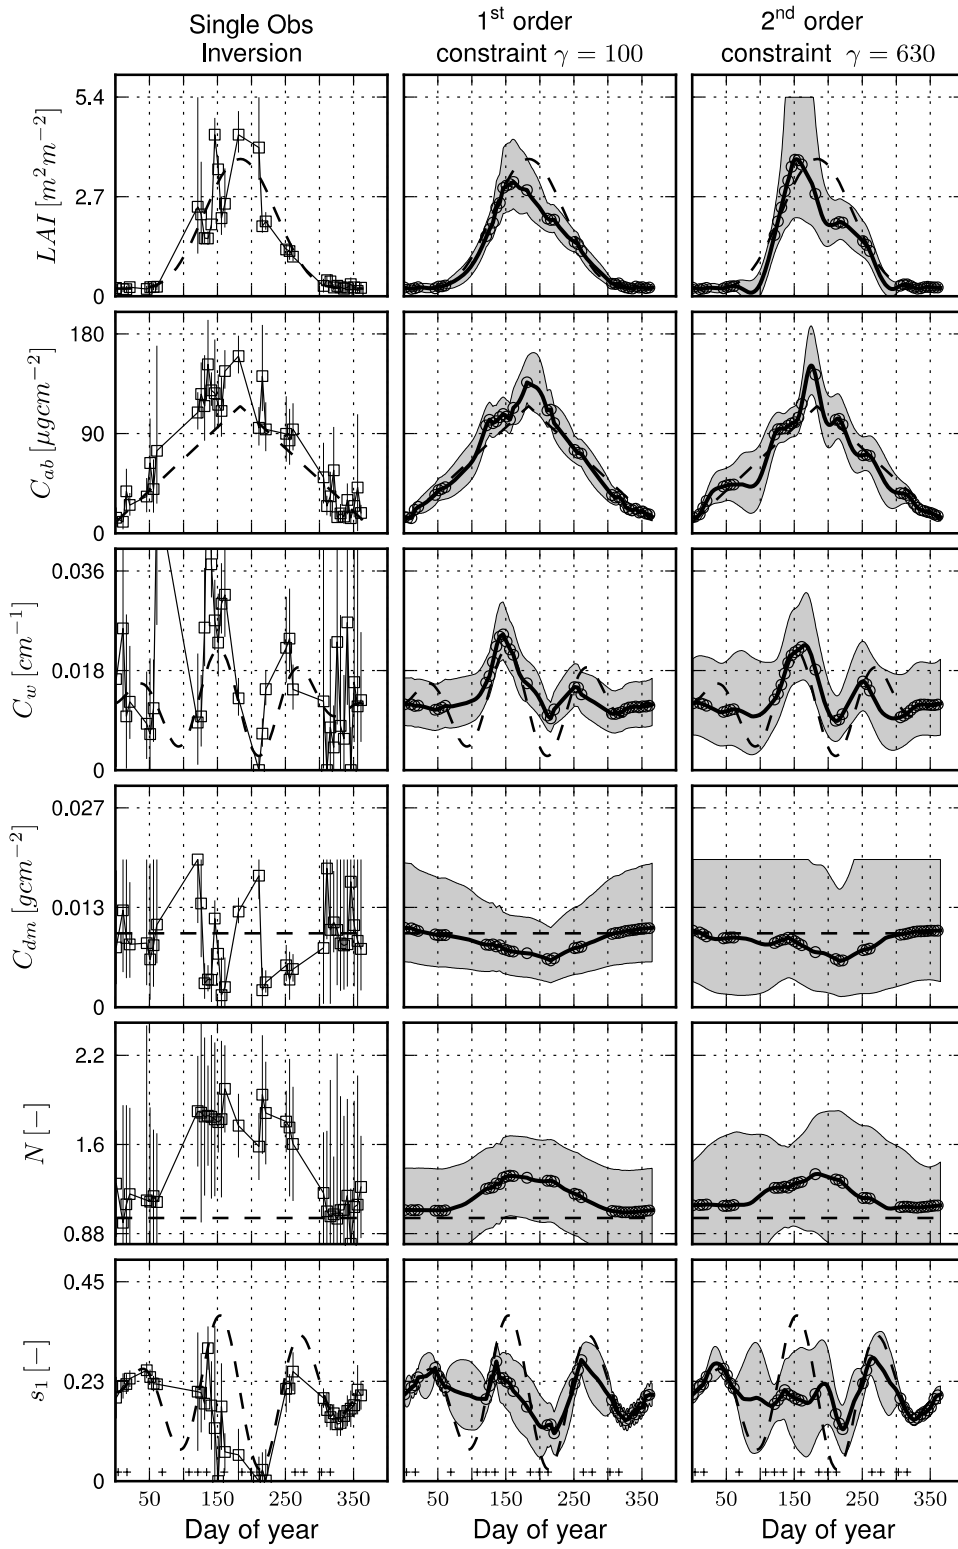 Single Obs
Inversion
1st order
constraint γ = 100
2nd order
constraint γ = 630
LAI [m²m⁻²]
5.4
2.7
0
C_ab [μgcm⁻²]
180
90
0
C_w [cm⁻¹]
0.036
0.018
0
C_dm [gcm⁻²]
0.027
0.013
0
N [−]
2.2
1.6
0.88
s₁ [−]
0.45
0.23
0
50 150 250 350 50 150 250 350 50 150 250 350
Day of year Day of year Day of year